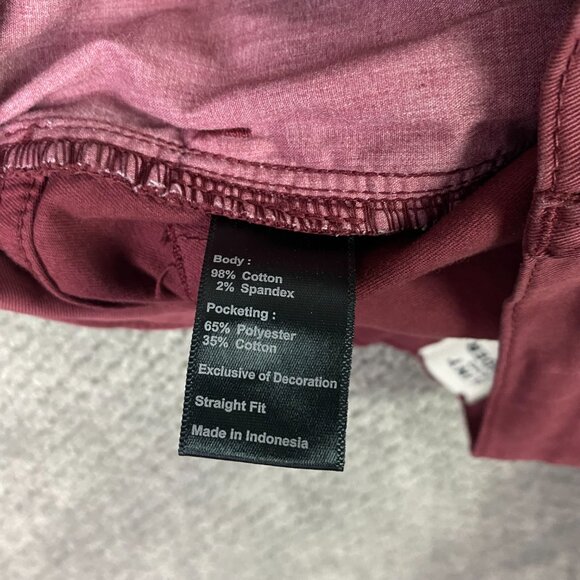 Body :
98% Cotton
2% Spandex
Pocketing :
65% Polyester
35% Cotton
Exclusive of Decoration
Straight Fit
Made in Indonesia